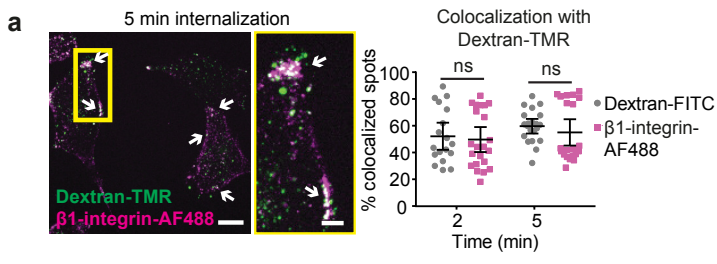 a
5 min internalization
Dextran-TMR
β1-integrin-AF488
Colocalization with
Dextran-TMR
% colocalized spots
100
80
60
40
20
0
ns
ns
2
5
Time (min)
Dextran-FITC
β1-integrin-
AF488